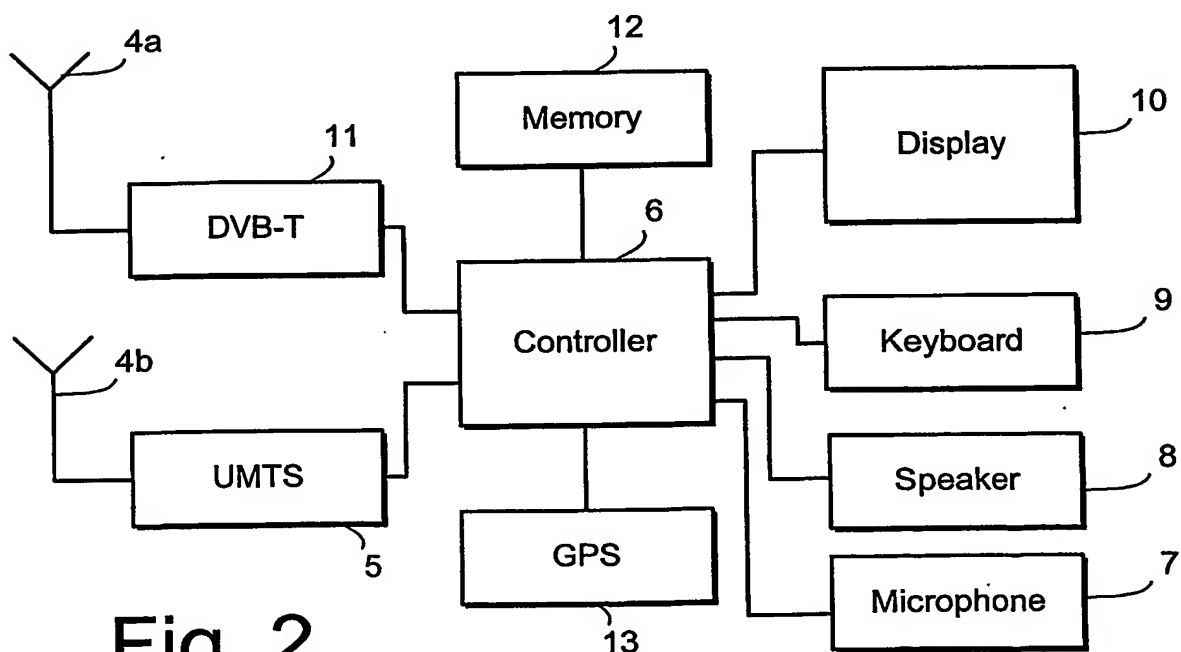 4a
12
Memory
10
Display
11
DVB-T
6
Controller
9
Keyboard
4b
UMTS
5
8
Speaker
GPS
13
7
Microphone
Fig. 2